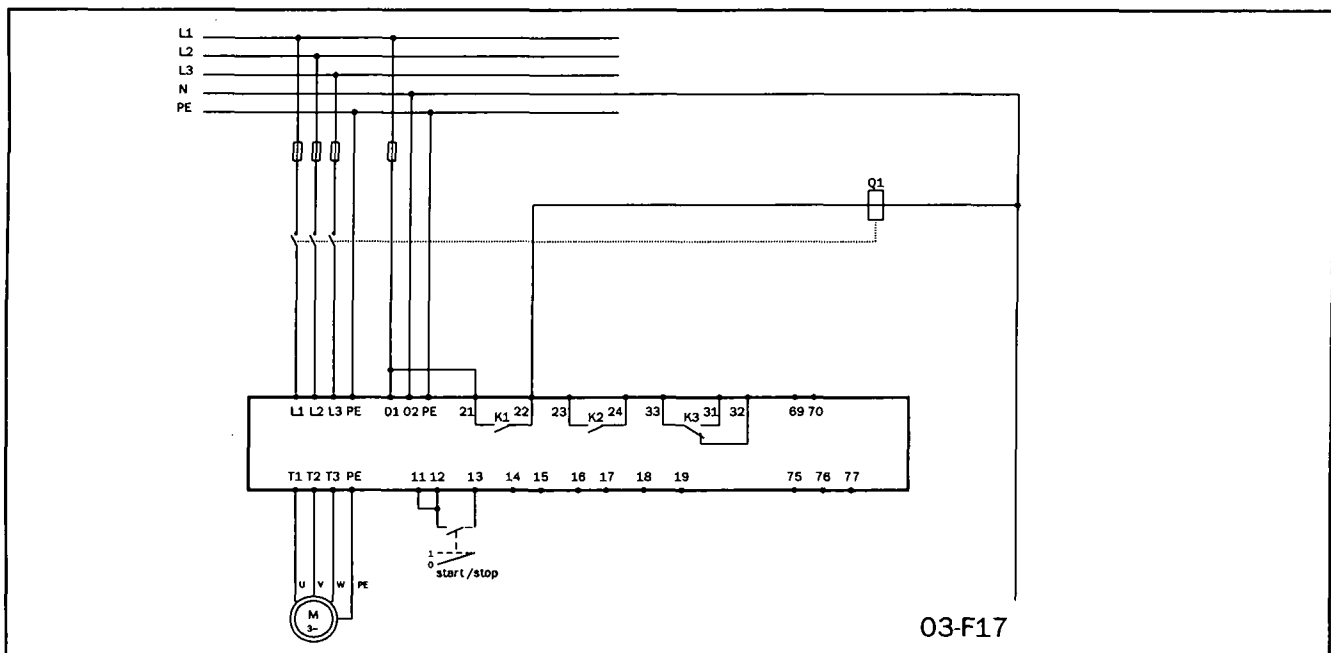 L1
L2
L3
N
PE
Q1
L1 L2 L3 PE 01 02 PE 21 K1 22 23 K2 24 33 K3 31 32 69 70
T1 T2 T3 PE 11 12 13 14 15 16 17 18 19 75 76 77
1
0
start/stop
U V W PE
M
3~
03-F17